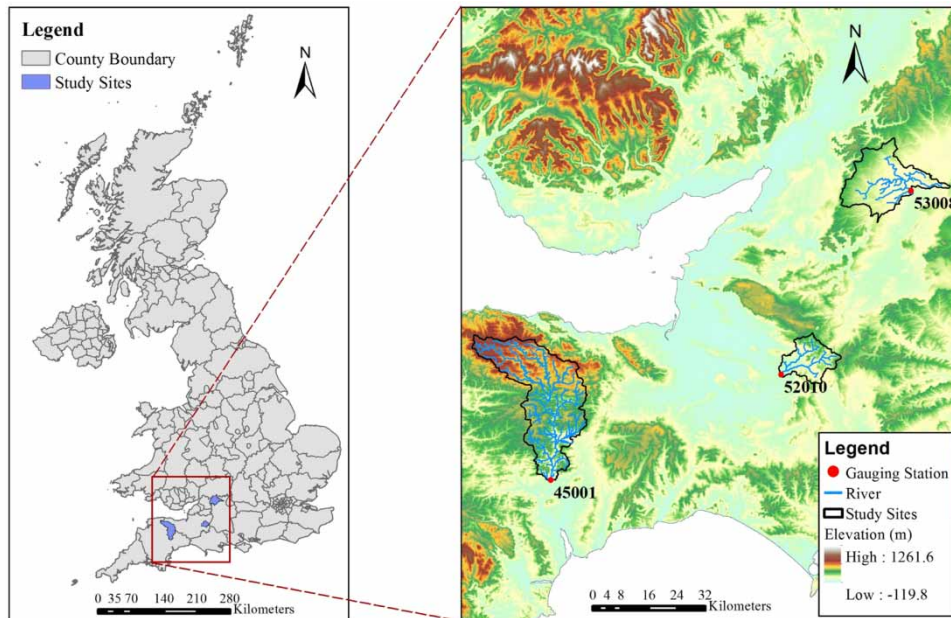 Legend
County Boundary
Study Sites
N
0 35 70 140 210 280
Kilometers
N
53008
52010
45001
Legend
Gauging Station
River
Study Sites
Elevation (m)
High : 1261.6
Low : -119.8
0 4 8 16 24 32
Kilometers